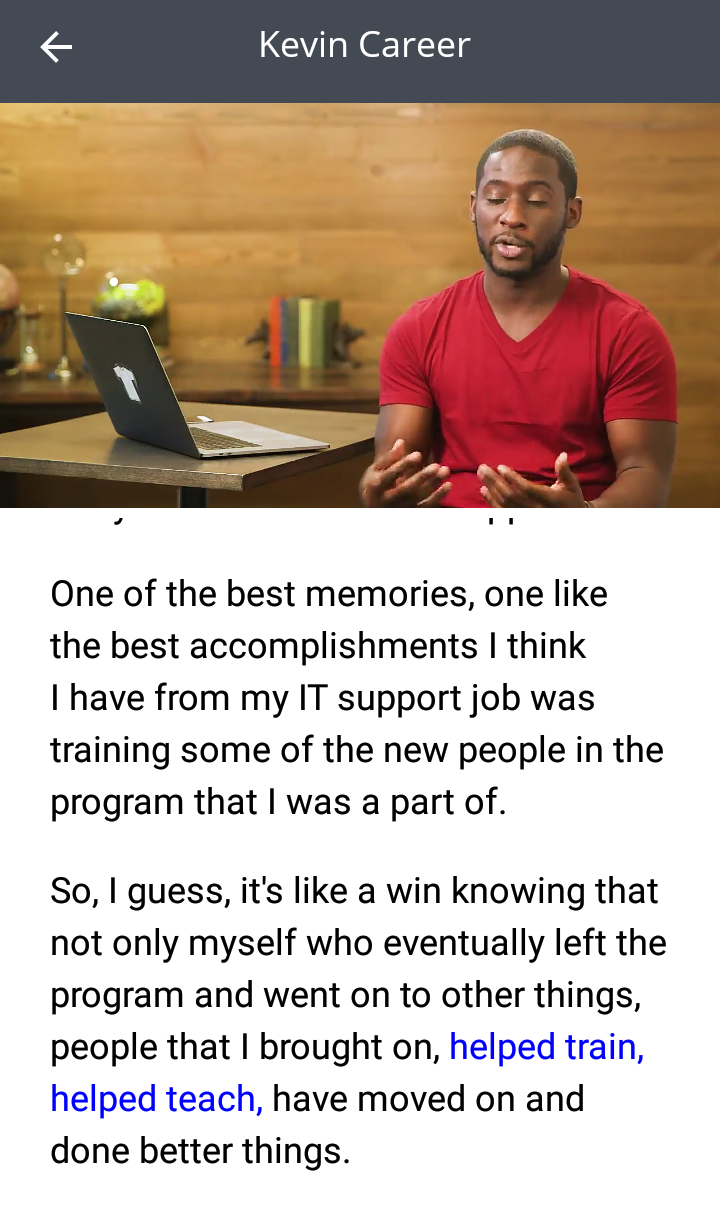 Kevin Career
One of the best memories, one like
the best accomplishments I think
I have from my IT support job was
training some of the new people in the
program that I was a part of.
So, I guess, it's like a win knowing that
not only myself who eventually left the
program and went on to other things,
people that I brought on, helped train,
helped teach, have moved on and
done better things.